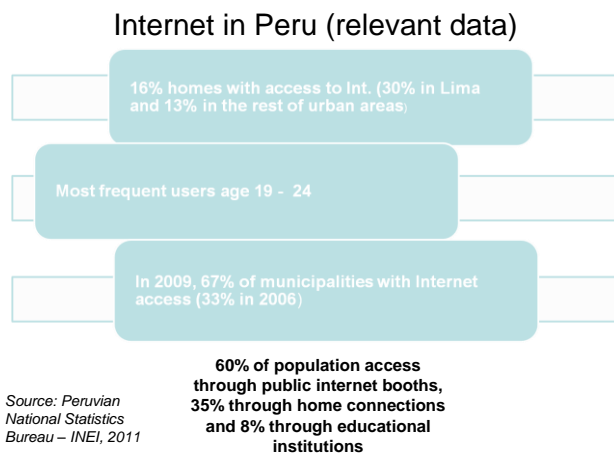 Internet in Peru (relevant data)
16% homes with access to Int. (30% in Lima
and 13% in the rest of urban areas)
Most frequent users age 19 - 24
In 2009, 67% of municipalities with Internet
access (33% in 2006)
60% of population access
through public internet booths,
35% through home connections
and 8% through educational
institutions
Source: Peruvian
National Statistics
Bureau – INEI, 2011